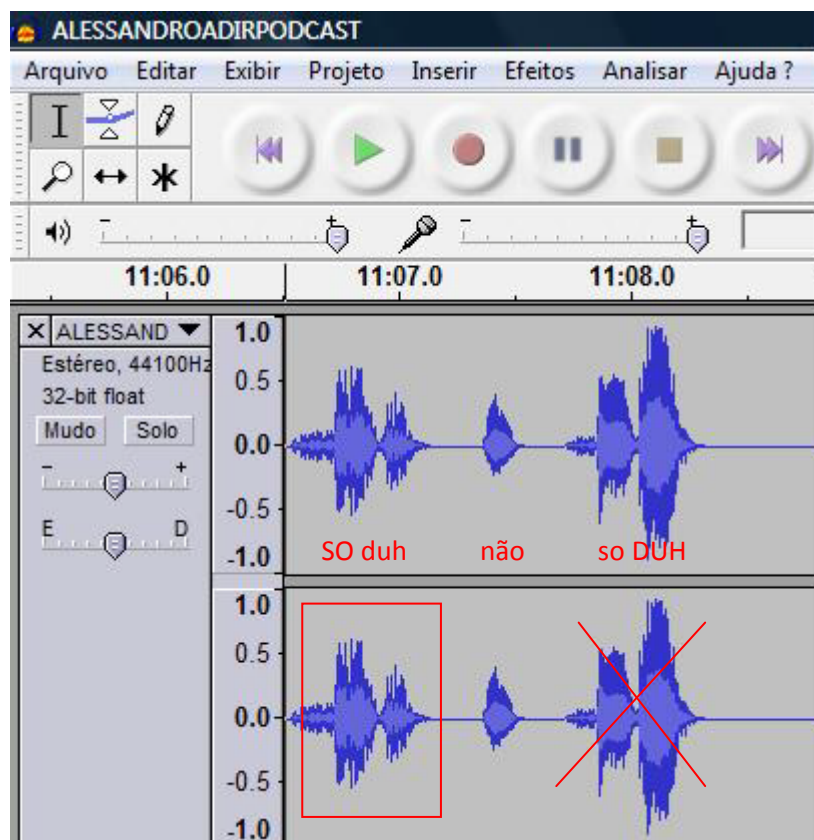 ALESSANDROADIRPODCAST
Arquivo Editar Exibir Projeto Inserir Efeitos Analisar Ajuda ?
- + - +
11:06.0 11:07.0 11:08.0
X ALESSAND
Estéreo, 44100Hz
32-bit float
Mudo Solo
- +
E D
1.0
0.5
0.0
-0.5
-1.0
SO duh não so DUH
1.0
0.5
0.0
-0.5
-1.0